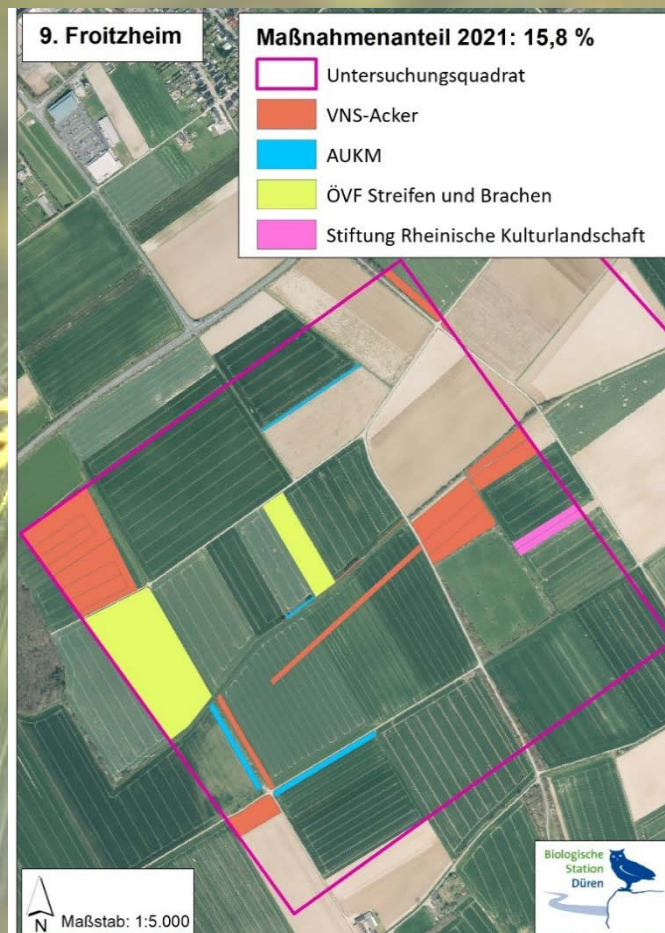 9. Froitzheim
Maßnahmenanteil 2021: 15,8 %
Untersuchungsquadrat
VNS-Acker
AUKM
ÖVF Streifen und Brachen
Stiftung Rheinische Kulturlandschaft
N
Maßstab: 1:5.000
Biologische
Station
Düren